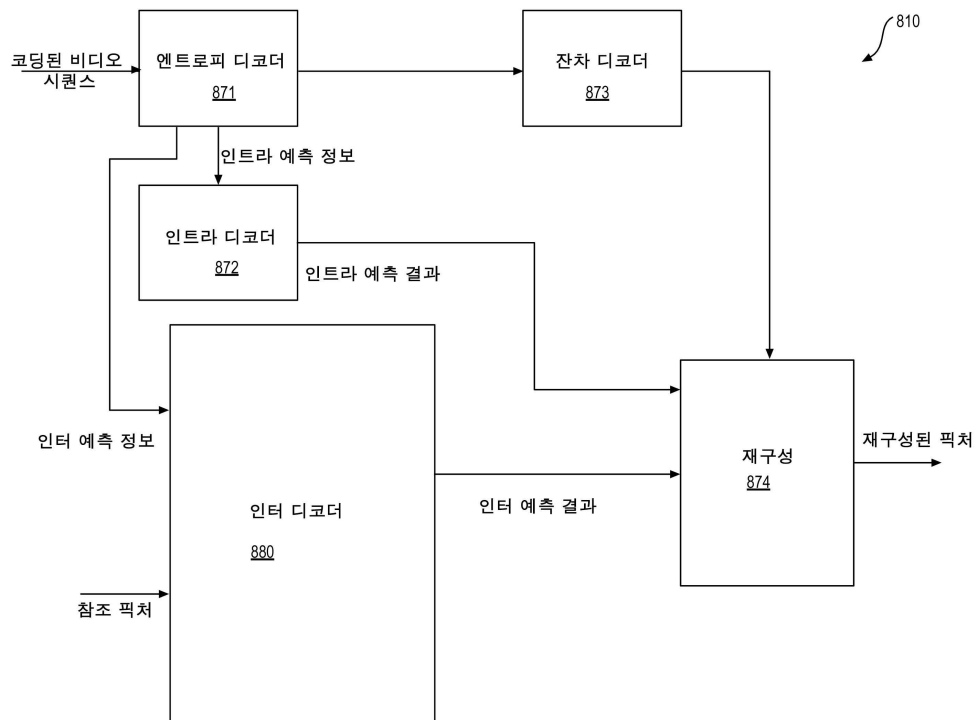 810
코딩된 비디오
시퀀스
엔트로피 디코더
871
잔차 디코더
873
인트라 예측 정보
인트라 디코더
872
인트라 예측 결과
인터 예측 정보
재구성
874
재구성된 픽처
인터 디코더
880
인터 예측 결과
참조 픽처